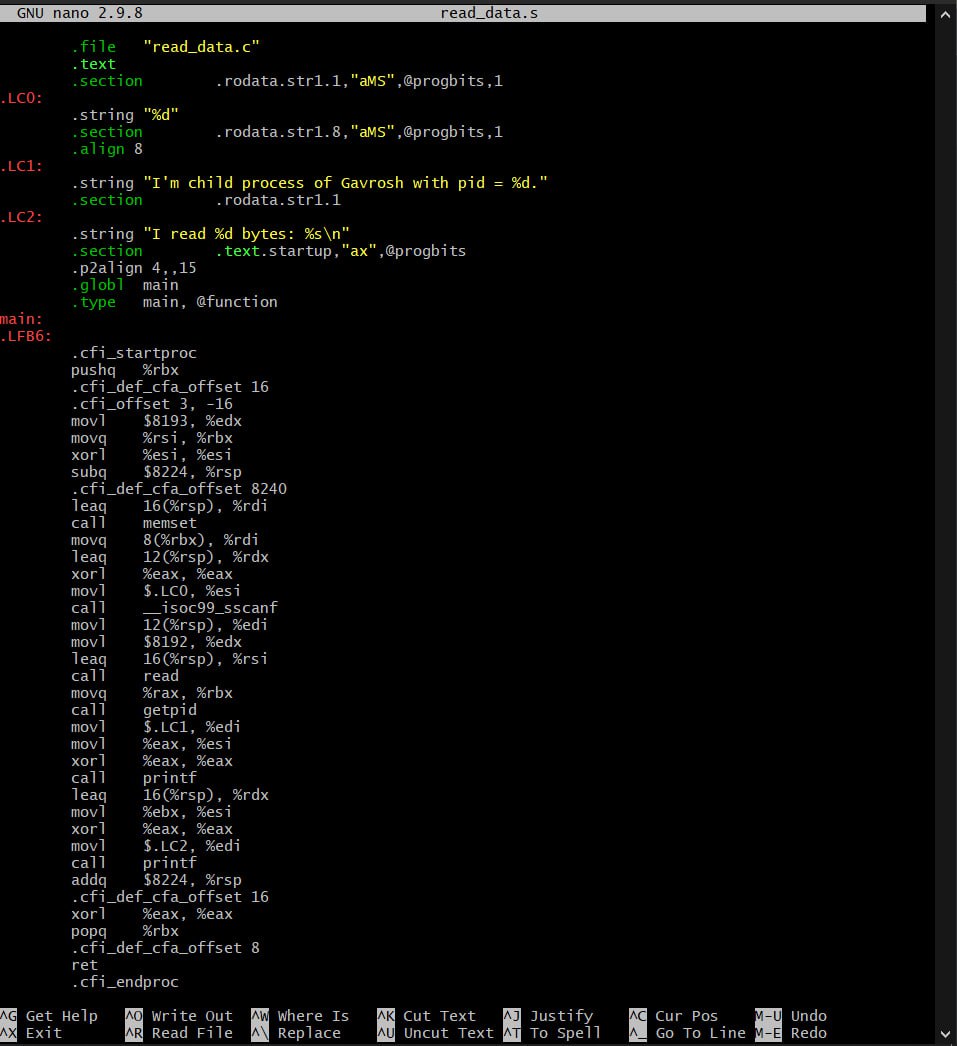 GNU nano 2.9.8 read_data.s
.file "read_data.c"
.text
.section .rodata.str1.1,"aMS",@progbits,1
.LC0:
.string "%d"
.section .rodata.str1.8,"aMS",@progbits,1
.align 8
.LC1:
.string "I'm child process of Gavrosh with pid = %d."
.section .rodata.str1.1
.LC2:
.string "I read %d bytes: %s\n"
.section .text.startup,"ax",@progbits
.p2align 4,,15
.globl main
.type main, @function
main:
.LFB6:
.cfi_startproc
pushq %rbx
.cfi_def_cfa_offset 16
.cfi_offset 3, -16
movl $8193, %edx
movq %rsi, %rbx
xorl %esi, %esi
subq $8224, %rsp
.cfi_def_cfa_offset 8240
leaq 16(%rsp), %rdi
call memset
movq 8(%rbx), %rdi
leaq 12(%rsp), %rdx
xorl %eax, %eax
movl $.LC0, %esi
call __isoc99_sscanf
movl 12(%rsp), %edi
movl $8192, %edx
leaq 16(%rsp), %rsi
call read
movq %rax, %rbx
call getpid
movl $.LC1, %edi
movl %eax, %esi
xorl %eax, %eax
call printf
leaq 16(%rsp), %rdx
movl %ebx, %esi
xorl %eax, %eax
movl $.LC2, %edi
call printf
addq $8224, %rsp
.cfi_def_cfa_offset 16
xorl %eax, %eax
popq %rbx
.cfi_def_cfa_offset 8
ret
.cfi_endproc
^G Get Help ^O Write Out ^W Where Is ^K Cut Text ^J Justify ^C Cur Pos M-U Undo
^X Exit ^R Read File ^\ Replace ^U Uncut Text ^T To Spell ^_ Go To Line M-E Redo